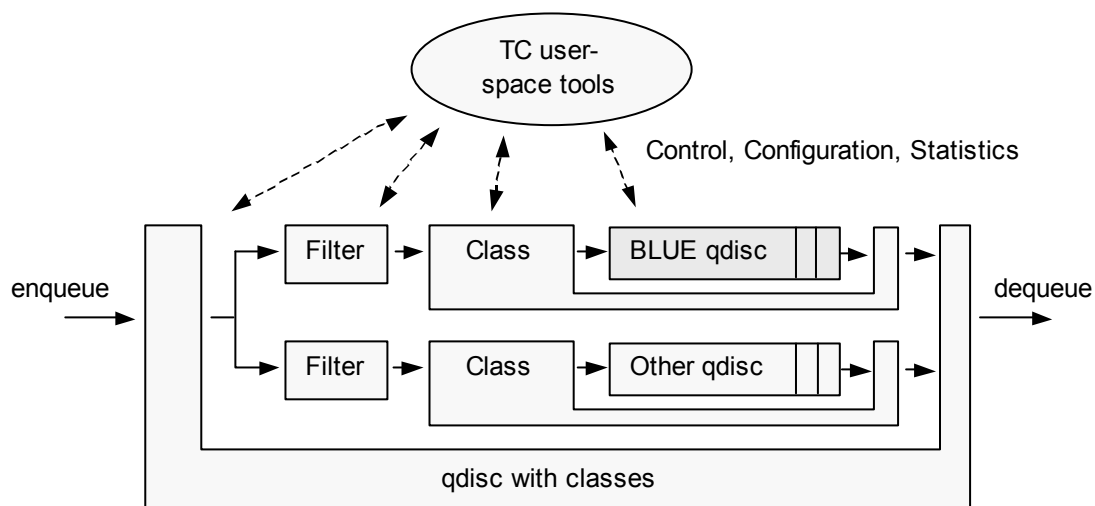 TC user-
space tools
Control, Configuration, Statistics
Filter
Class
BLUE qdisc
enqueue
dequeue
Filter
Class
Other qdisc
qdisc with classes